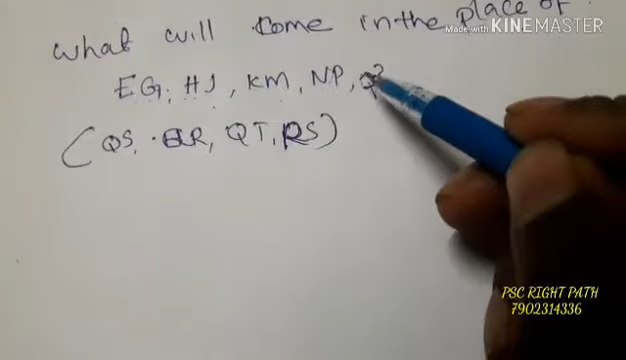 what will come in the place of
Made with KINEMASTER
EG, HJ, KM, NP, ?
(QS, QR, QT, RS)
PSC RIGHT PATH
7902314336